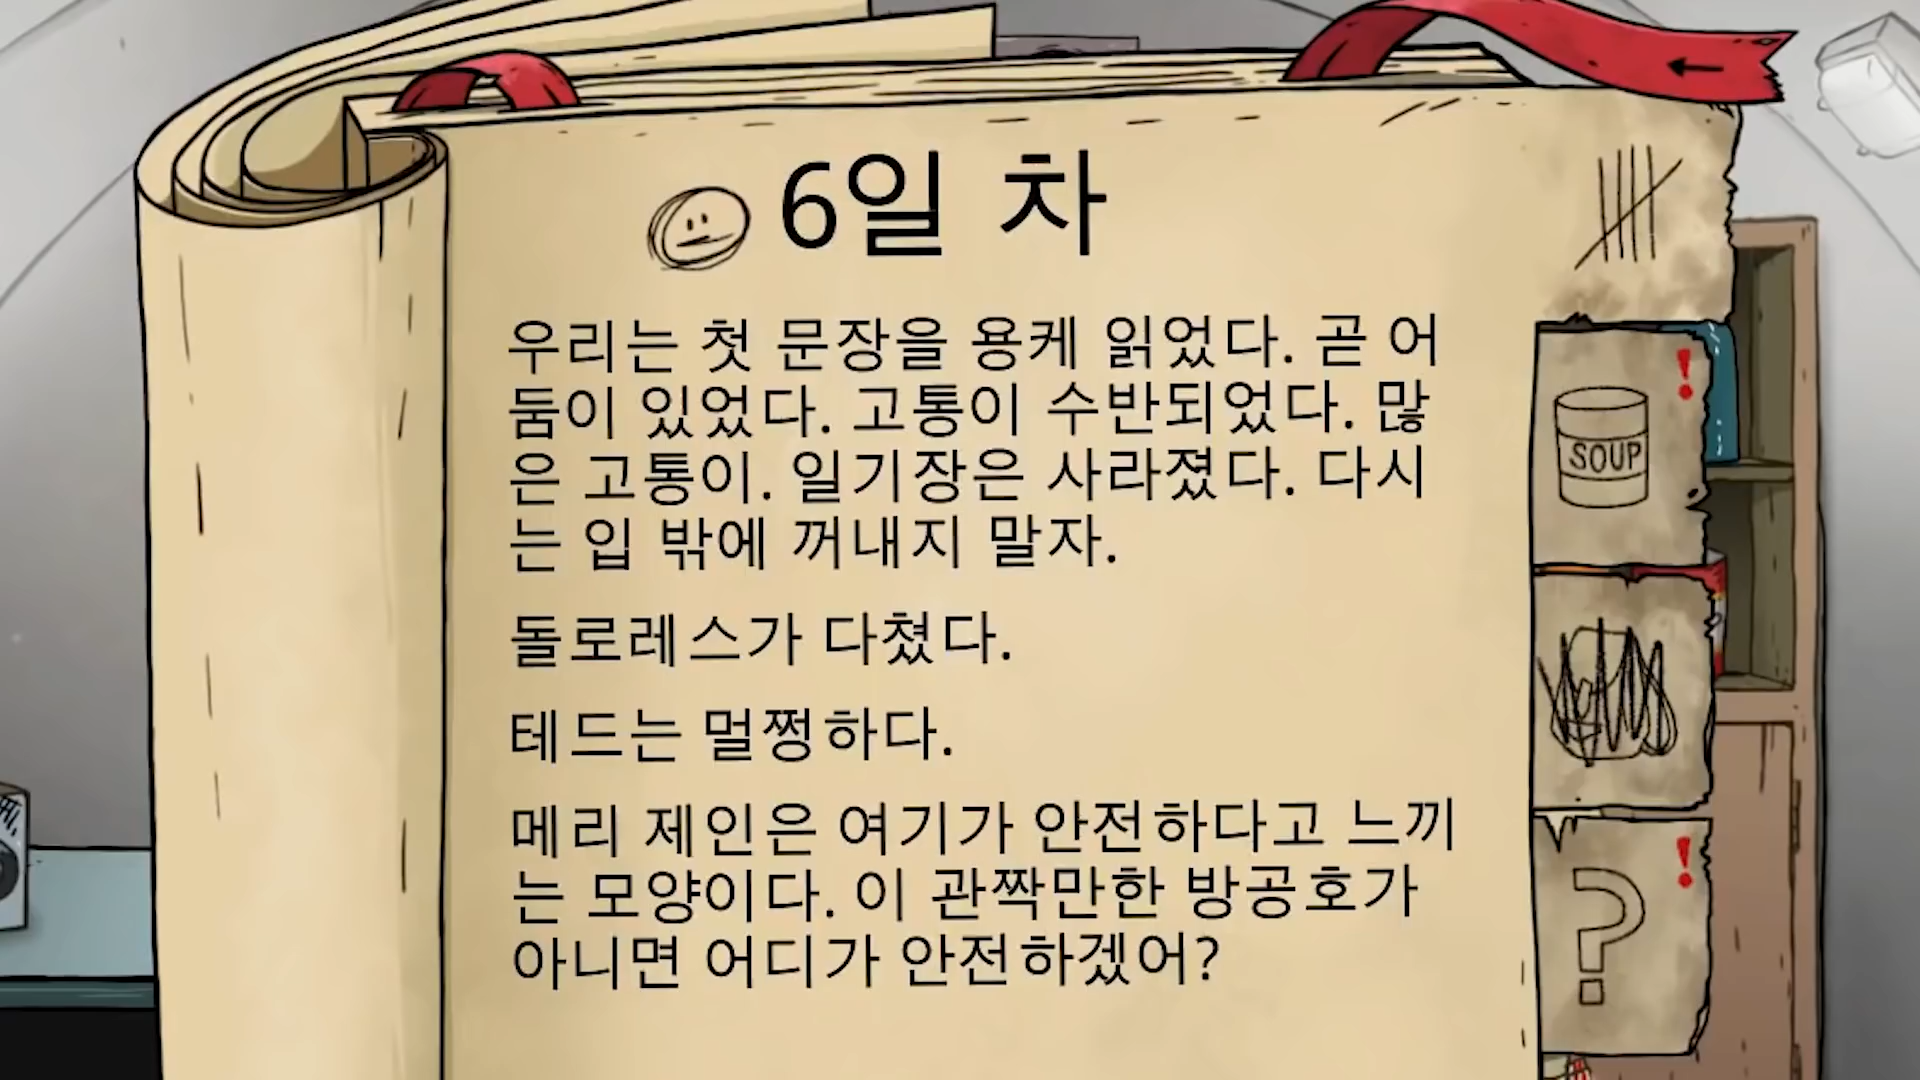 6일 차
우리는 첫 문장을 용케 읽었다. 곧 어
둠이 있었다. 고통이 수반되었다. 많
은 고통이. 일기장은 사라졌다. 다시
는 입 밖에 꺼내지 말자.
돌로레스가 다쳤다.
테드는 멀쩡하다.
메리 제인은 여기가 안전하다고 느끼
는 모양이다. 이 관짝만한 방공호가
아니면 어디가 안전하겠어?
!
SOUP
!
?